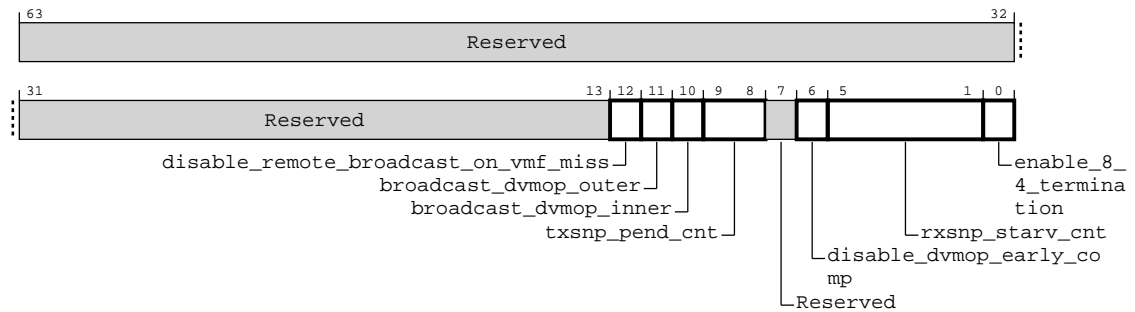 63 32
Reserved
31 13 12 11 10 9 8 7 6 5 1 0
Reserved
disable_remote_broadcast_on_vmf_miss
broadcast_dvmop_outer
broadcast_dvmop_inner
txsnp_pend_cnt
enable_8_
4_termina
tion
rxsnp_starv_cnt
disable_dvmop_early_co
mp
Reserved